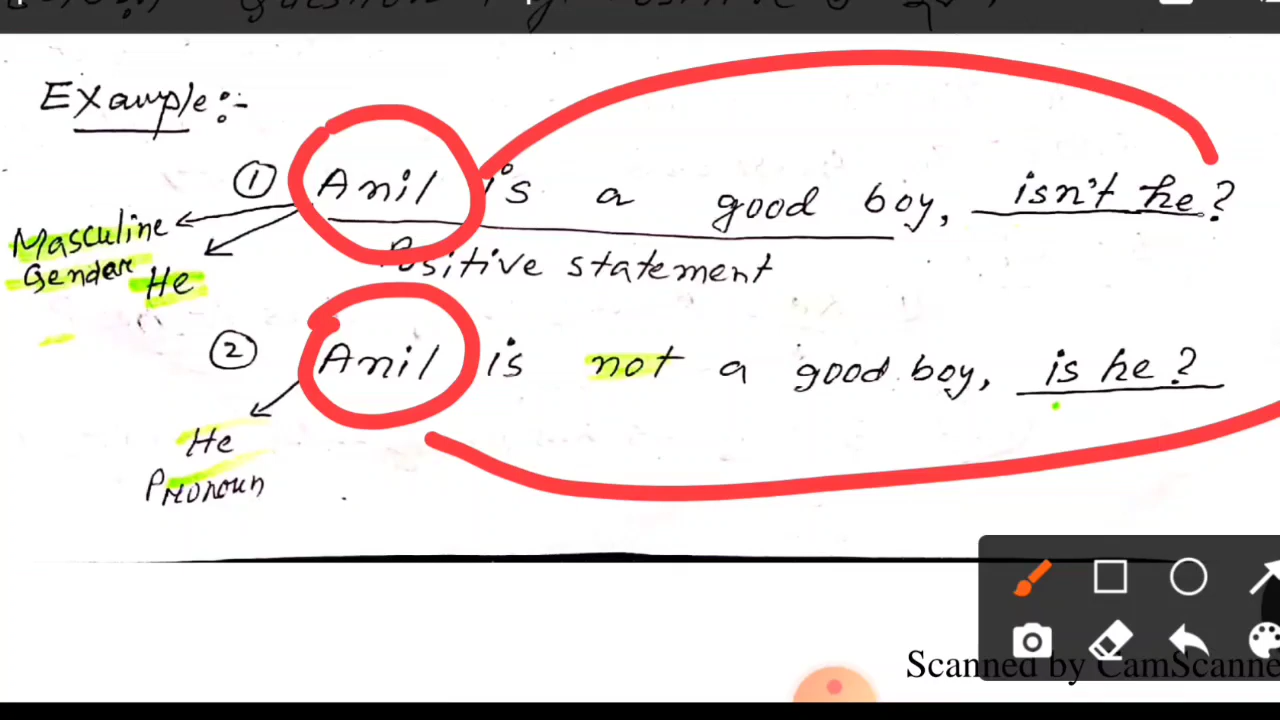 Example:-
① Anil is a good boy, isn't he?
Masculine
Gender He
Positive statement
② Anil is not a good boy, is he?
He
Pronoun
Scanned by CamScanne